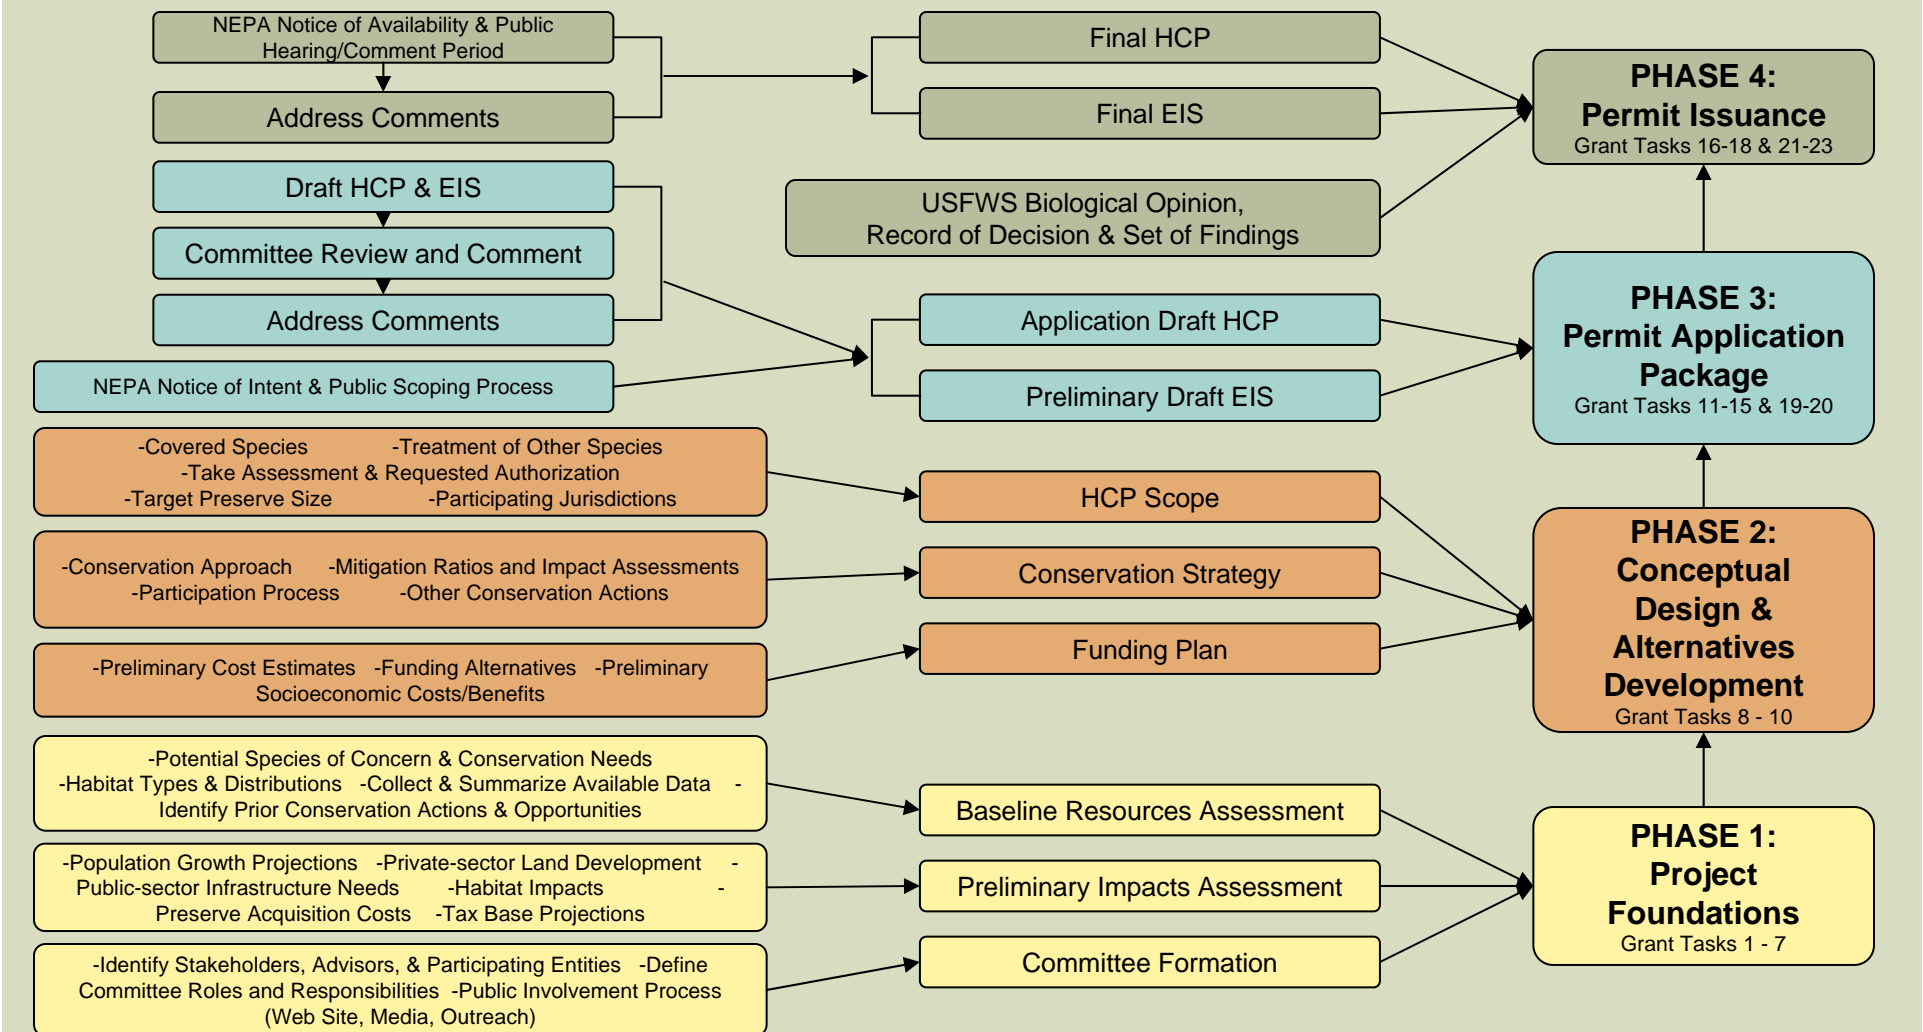 NEPA Notice of Availability & Public
Hearing/Comment Period
Address Comments
Final HCP
Final EIS
USFWS Biological Opinion,
Record of Decision & Set of Findings
PHASE 4:
Permit Issuance
Grant Tasks 16-18 & 21-23
Draft HCP & EIS
Committee Review and Comment
Address Comments
NEPA Notice of Intent & Public Scoping Process
Application Draft HCP
Preliminary Draft EIS
PHASE 3:
Permit Application
Package
Grant Tasks 11-15 & 19-20
-Covered Species -Treatment of Other Species
-Take Assessment & Requested Authorization
-Target Preserve Size -Participating Jurisdictions
HCP Scope
-Conservation Approach -Mitigation Ratios and Impact Assessments
-Participation Process -Other Conservation Actions
Conservation Strategy
-Preliminary Cost Estimates -Funding Alternatives -Preliminary
Socioeconomic Costs/Benefits
Funding Plan
PHASE 2:
Conceptual
Design &
Alternatives
Development
Grant Tasks 8 - 10
-Potential Species of Concern & Conservation Needs
-Habitat Types & Distributions -Collect & Summarize Available Data -
Identify Prior Conservation Actions & Opportunities
Baseline Resources Assessment
-Population Growth Projections -Private-sector Land Development -
Public-sector Infrastructure Needs -Habitat Impacts -
Preserve Acquisition Costs -Tax Base Projections
Preliminary Impacts Assessment
-Identify Stakeholders, Advisors, & Participating Entities -Define
Committee Roles and Responsibilities -Public Involvement Process
(Web Site, Media, Outreach)
Committee Formation
PHASE 1:
Project
Foundations
Grant Tasks 1 - 7